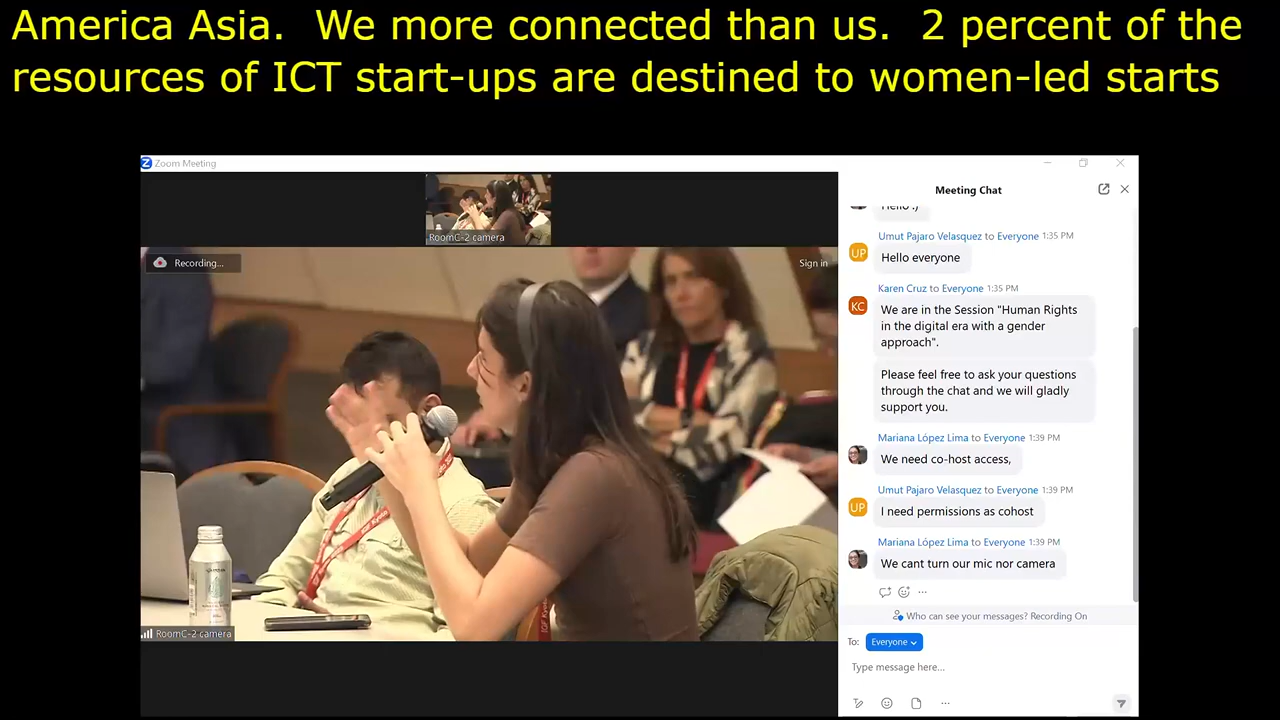 America Asia.  We more connected than us.  2 percent of the
resources of ICT start-ups are destined to women-led starts
Zoom Meeting
RoomC-2 camera
Recording...
Sign in
RoomC-2 camera
Meeting Chat
Hello :)
Umut Pajaro Velasquez to Everyone 1:35 PM
UP
Hello everyone
Karen Cruz to Everyone 1:35 PM
KC
We are in the Session "Human Rights
in the digital era with a gender
approach".
Please feel free to ask your questions
through the chat and we will gladly
support you.
Mariana López Lima to Everyone 1:39 PM
We need co-host access,
Umut Pajaro Velasquez to Everyone 1:39 PM
UP
I need permissions as cohost
Mariana López Lima to Everyone 1:39 PM
We cant turn our mic nor camera
Who can see your messages? Recording On
To: Everyone
Type message here...